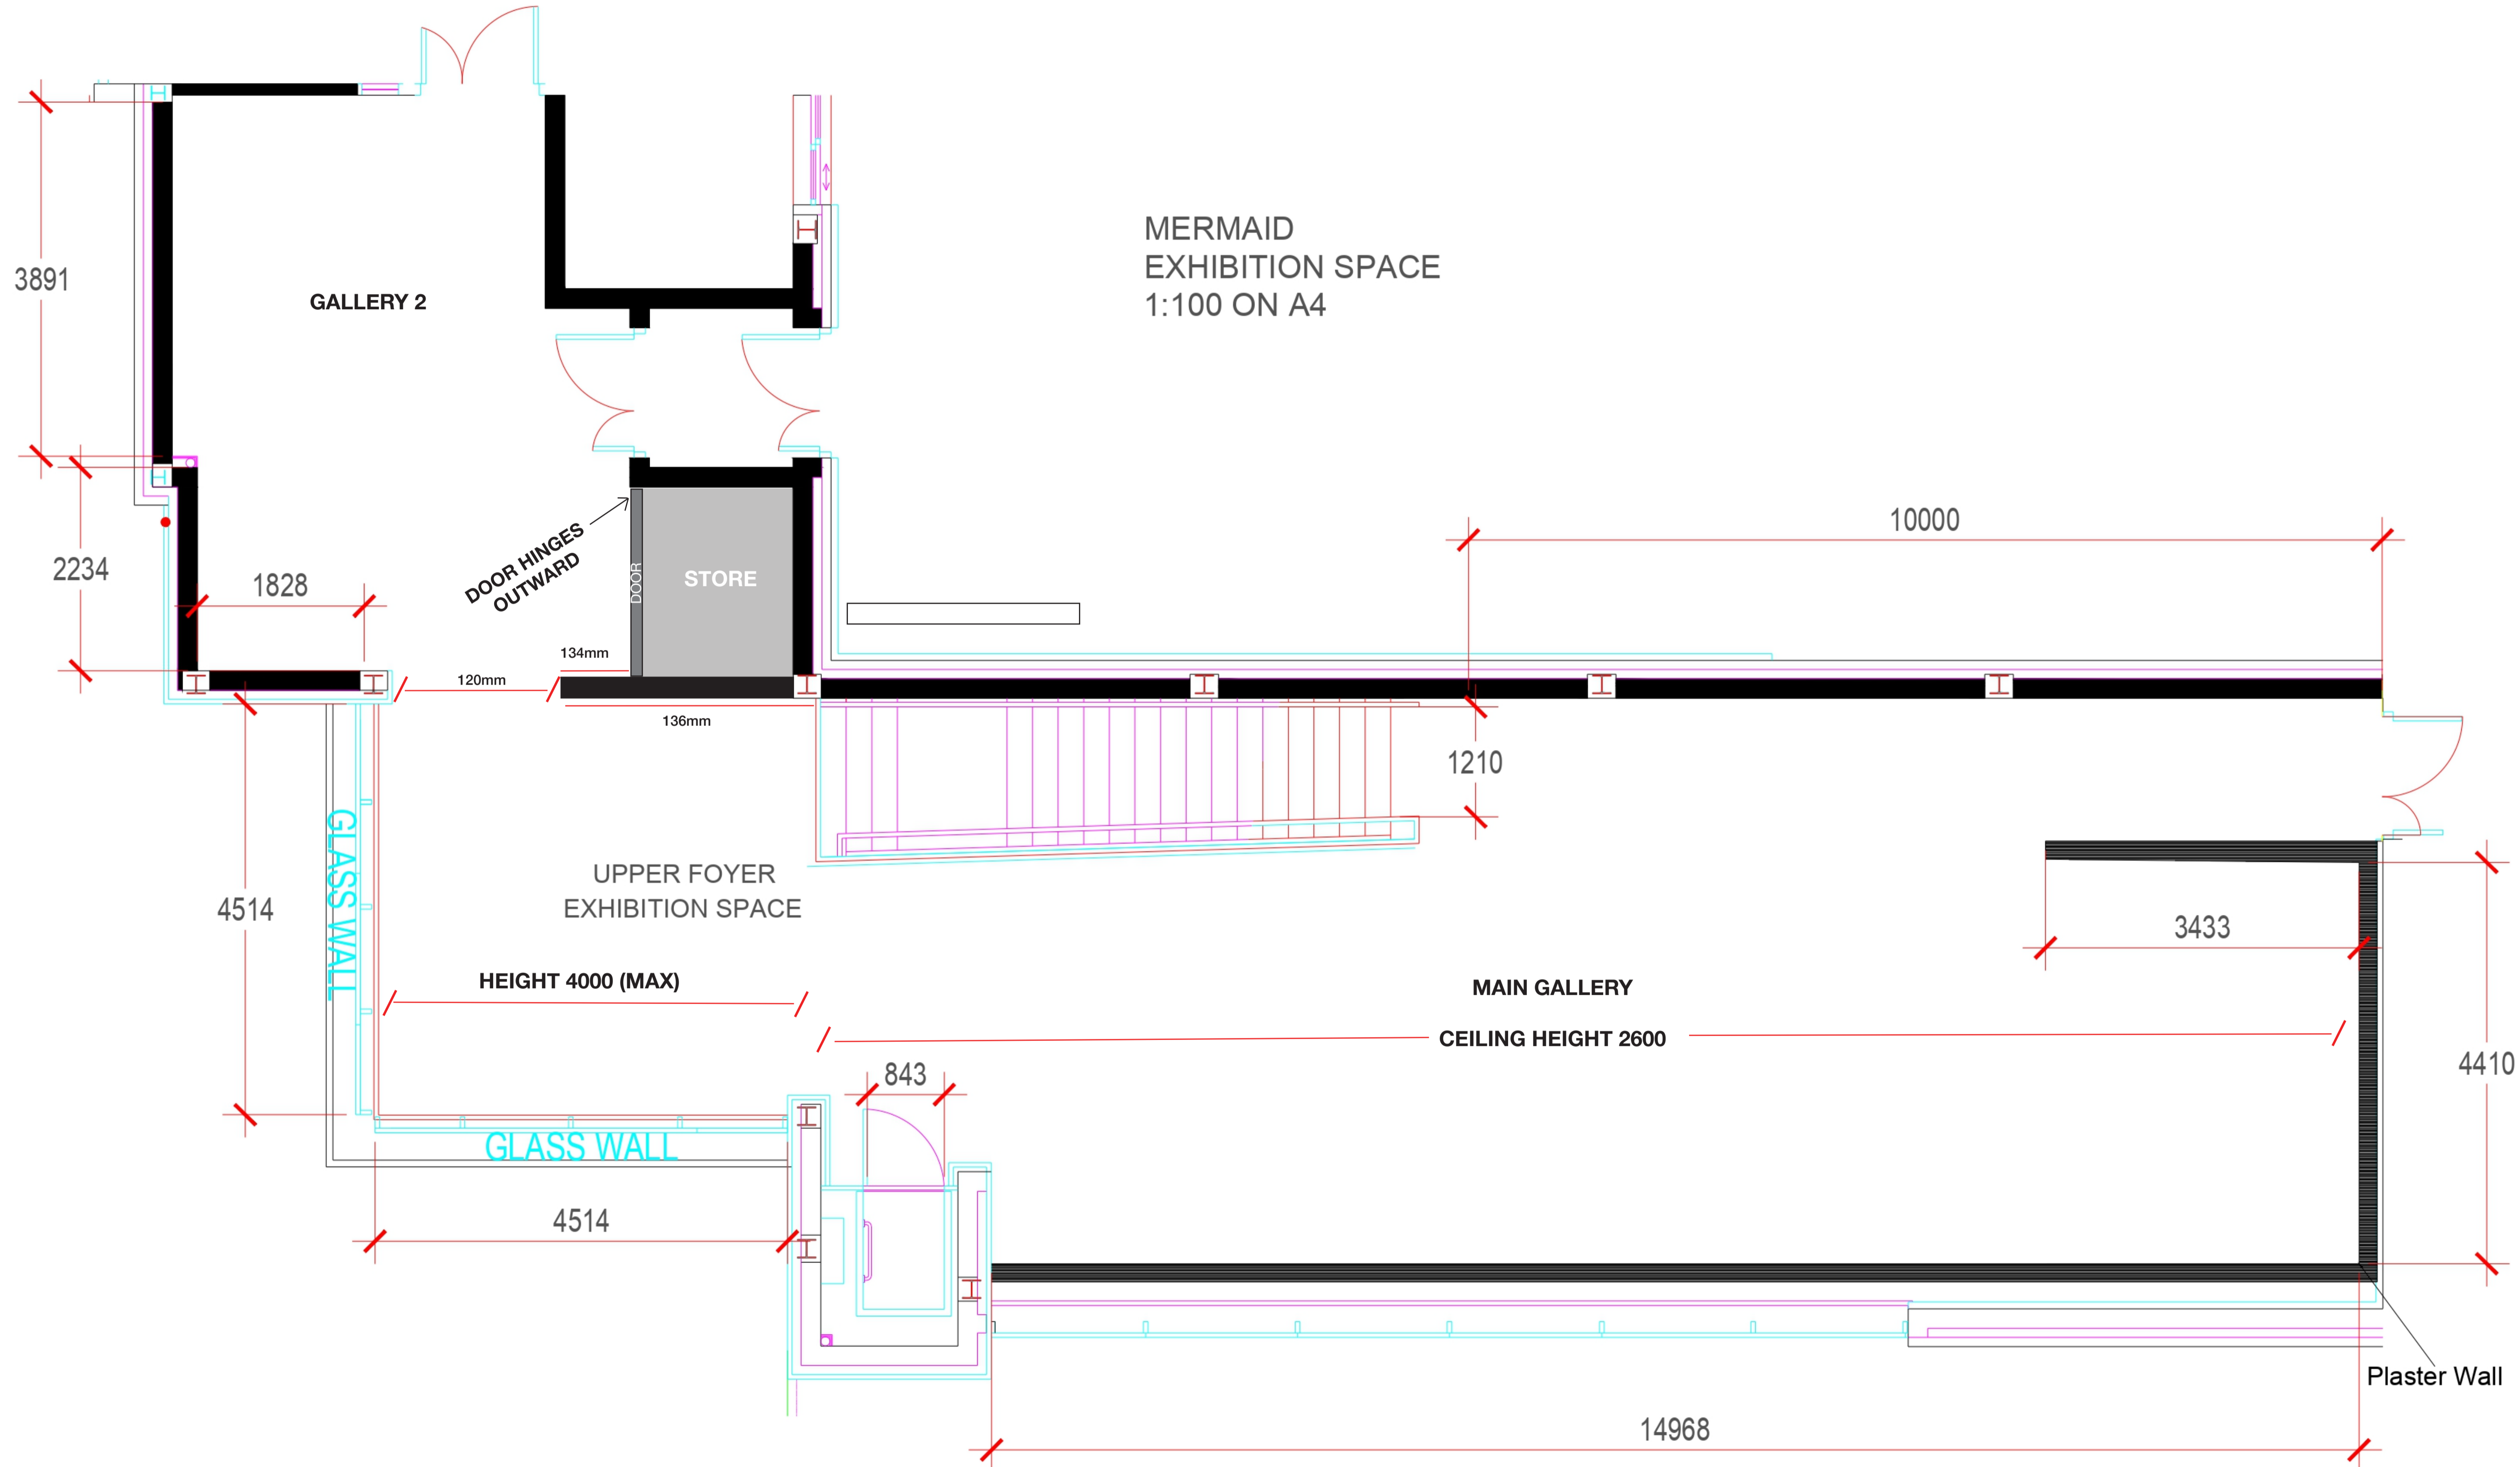 MERMAID
EXHIBITION SPACE
1:100 ON A4
3891
GALLERY 2
10000
DOOR HINGES
OUTWARD
DOOR
STORE
2234
1828
134mm
120mm
136mm
1210
GLASS WALL
UPPER FOYER
EXHIBITION SPACE
4514
3433
HEIGHT 4000 (MAX)
MAIN GALLERY
CEILING HEIGHT 2600
843
4410
GLASS WALL
4514
Plaster Wall
14968